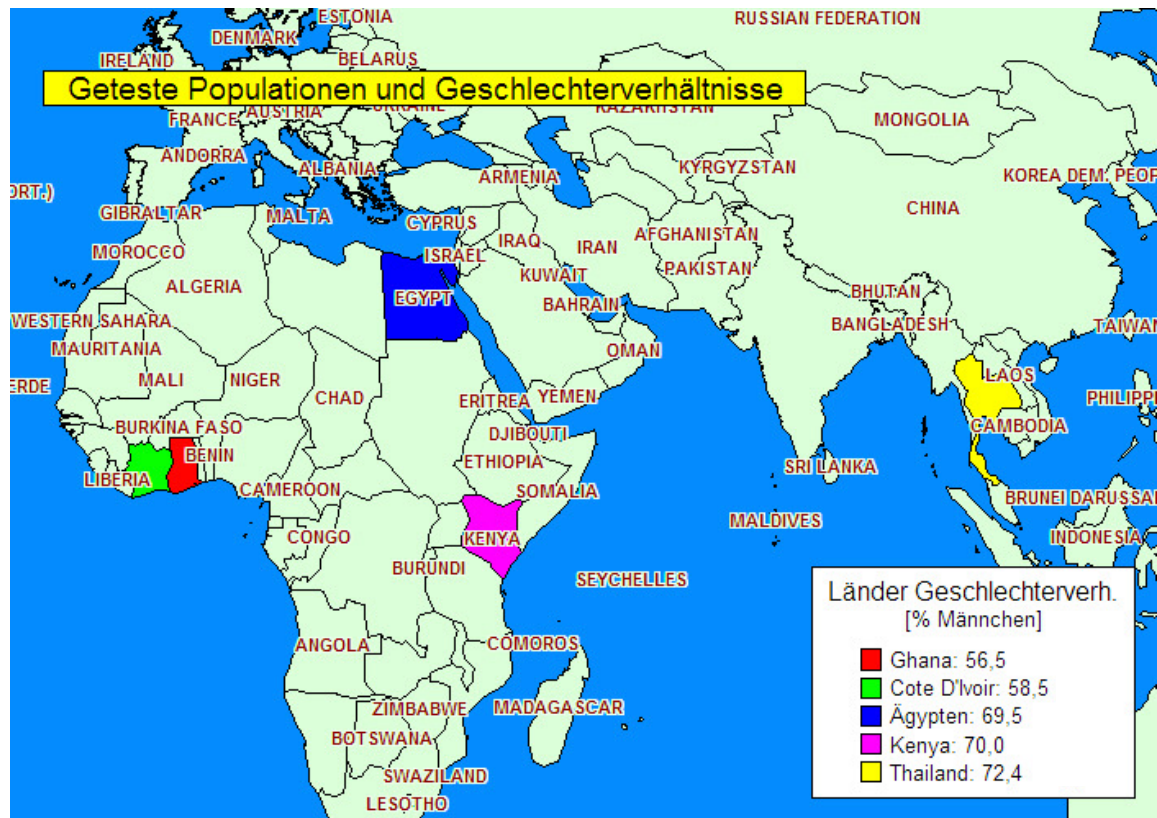 RUSSIAN FEDERATION
ESTONIA
DENMARK
IRELAND
BELARUS
Geteste Populationen und Geschlechterverhältnisse
KAZAKHSTAN
FRANCE
AUSTRIA
MONGOLIA
ANDORRA
ALBANIA
ARMENIA
KYRGYZSTAN
KOREA DEM. PEOP
ORT.)
GIBRALTAR
MALTA
CYPRUS
CHINA
MOROCCO
ISRAEL
IRAQ
IRAN
AFGHANISTAN
KUWAIT
PAKISTAN
ALGERIA
EGYPT
BAHRAIN
BHUTAN
WESTERN SAHARA
BANGLADESH
TAIWAN
MAURITANIA
OMAN
ERDE
MALI
NIGER
CHAD
ERITREA
YEMEN
LAOS
PHILIPPI
BURKINA FASO
DJIBOUTI
CAMBODIA
BENIN
LIBERIA
ETHIOPIA
SRI LANKA
CAMEROON
SOMALIA
BRUNEI DARUSSAL
MALDIVES
CONGO
KENYA
INDONESIA
BURUNDI
SEYCHELLES
ANGOLA
COMOROS
ZIMBABWE
MADAGASCAR
BOTSWANA
SWAZILAND
LESOTHO
Länder Geschlechterverh.
[% Männchen]
Ghana: 56,5
Cote D'Ivoir: 58,5
Ägypten: 69,5
Kenya: 70,0
Thailand: 72,4